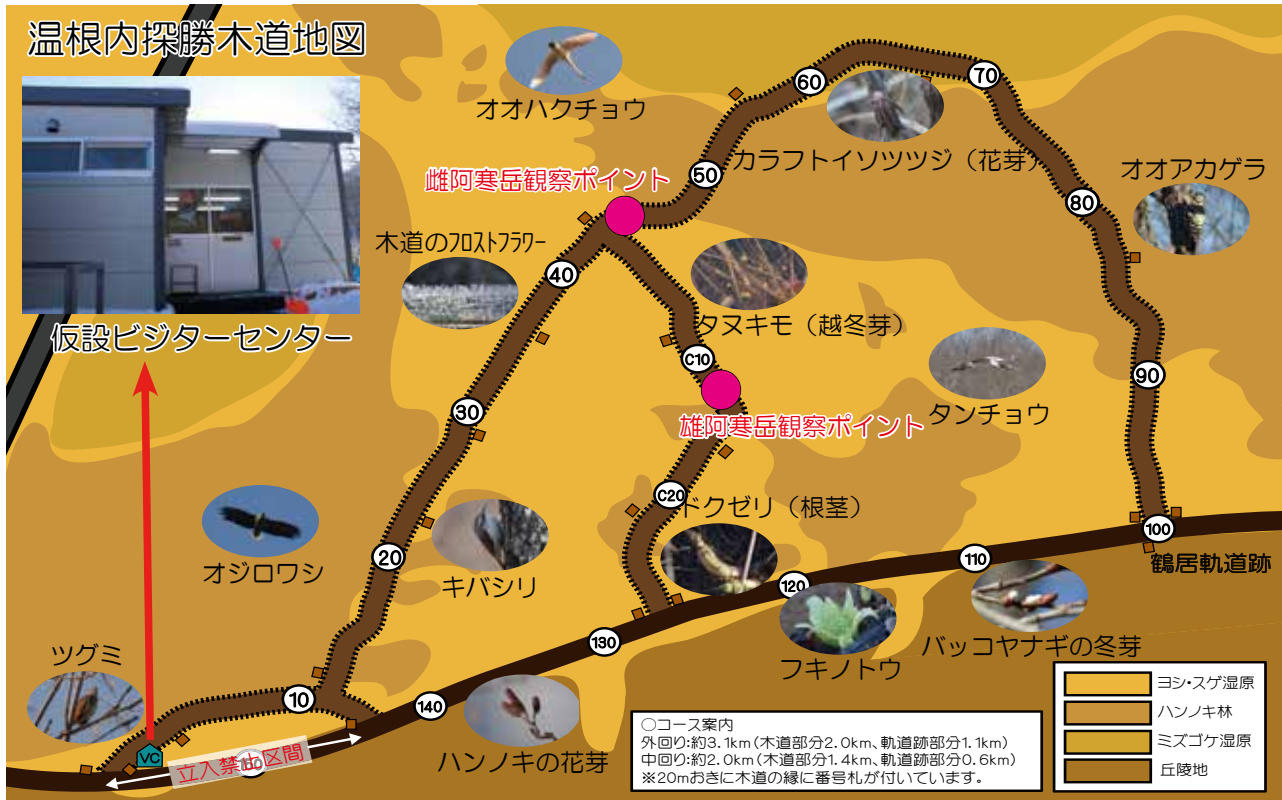 温根内探勝木道地図
オオハクチョウ
60
70
カラフトイソツツジ（花芽）
50
オオアカゲラ
80
雌阿寒岳観察ポイント
木道のフロストフラワー
40
タヌキモ（越冬芽）
仮設ビジターセンター
C10
タンチョウ
90
30
雄阿寒岳観察ポイント
C20
ドクゼリ（根茎）
オジロワシ
20
キバシリ
100
鶴居軌道跡
110
120
バッコヤナギの冬芽
フキノトウ
130
ツグミ
10
140
ハンノキの花芽
VC
立入禁止区間
150
○コース案内
外回り:約3.1km(木道部分2.0km、軌道跡部分1.1km)
中回り:約2.0km(木道部分1.4km、軌道跡部分0.6km)
※20mおきに木道の縁に番号札が付いています。
ヨシ・スゲ湿原
ハンノキ林
ミズゴケ湿原
丘陵地